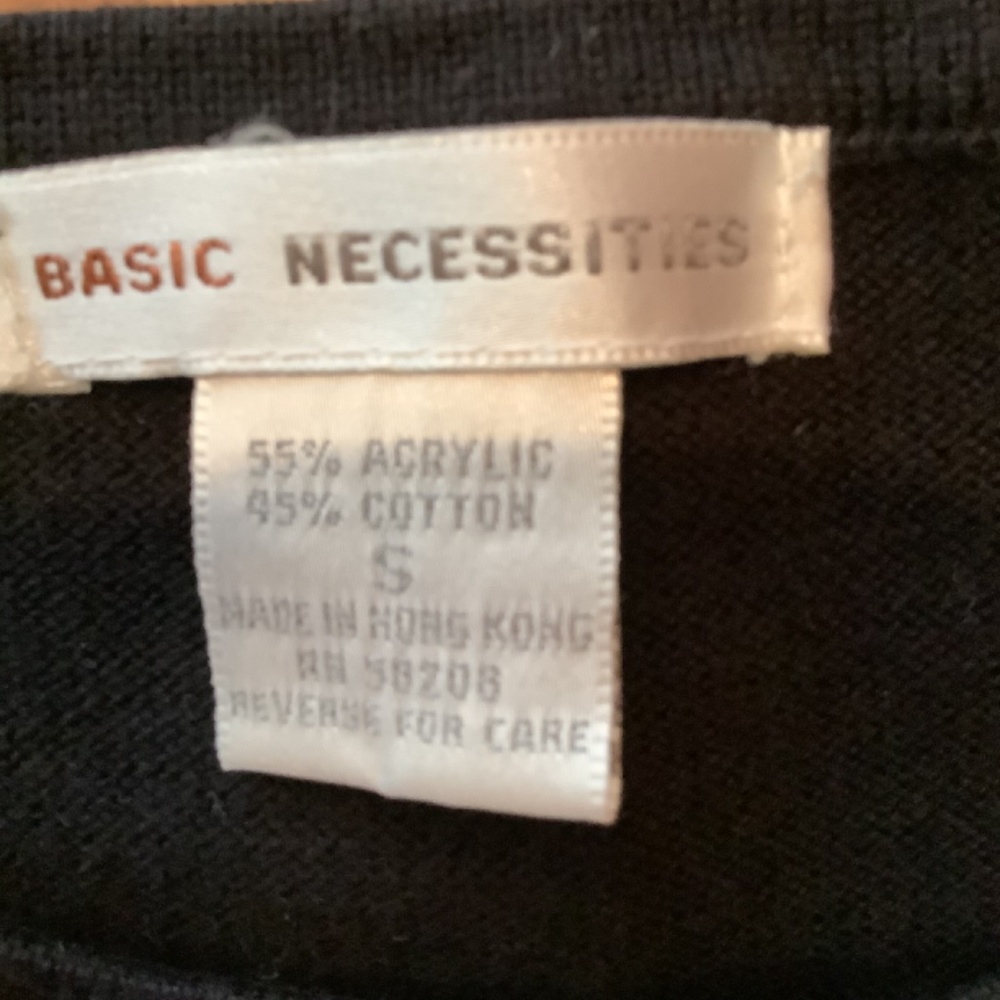 BASIC NECESSITIES
55% ACRYLIC
45% COTTON
S
MADE IN HONG KONG
RN 58208
REVERSE FOR CARE